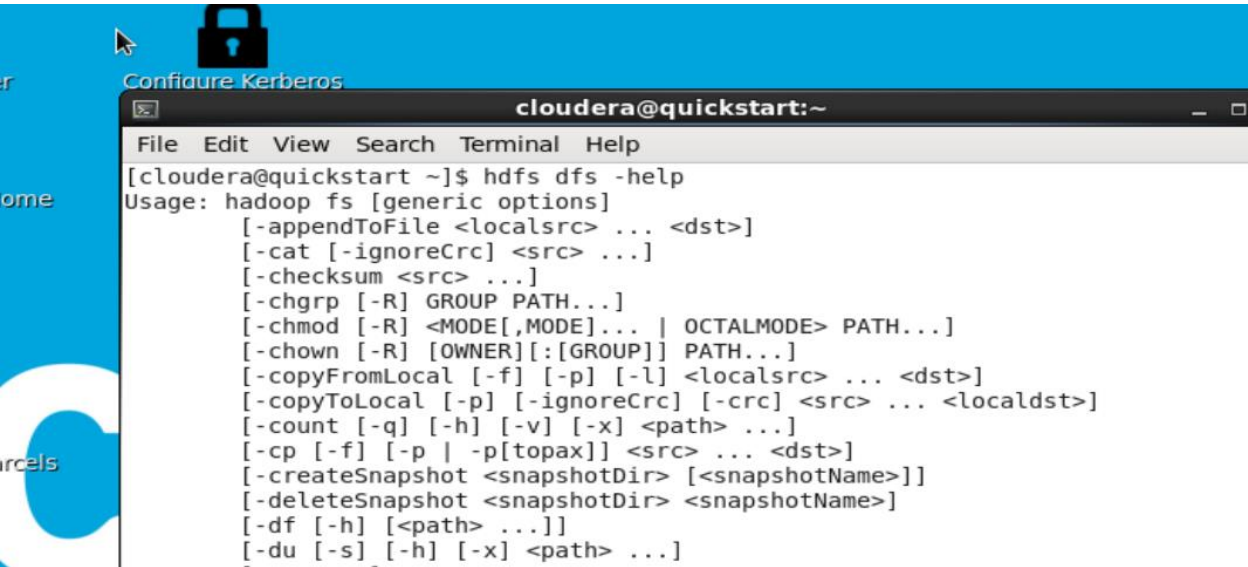 Configure Kerberos
cloudera@quickstart:~
File Edit View Search Terminal Help
[cloudera@quickstart ~]$ hdfs dfs -help
Usage: hadoop fs [generic options]
[-appendToFile <localsrc> ... <dst>]
[-cat [-ignoreCrc] <src> ...]
[-checksum <src> ...]
[-chgrp [-R] GROUP PATH...]
[-chmod [-R] <MODE[,MODE]... | OCTALMODE> PATH...]
[-chown [-R] [OWNER][:[GROUP]] PATH...]
[-copyFromLocal [-f] [-p] [-l] <localsrc> ... <dst>]
[-copyToLocal [-p] [-ignoreCrc] [-crc] <src> ... <localdst>]
[-count [-q] [-h] [-v] [-x] <path> ...]
[-cp [-f] [-p | -p[topax]] <src> ... <dst>]
[-createSnapshot <snapshotDir> [<snapshotName>]]
[-deleteSnapshot <snapshotDir> <snapshotName>]
[-df [-h] [<path> ...]]
[-du [-s] [-h] [-x] <path> ...]